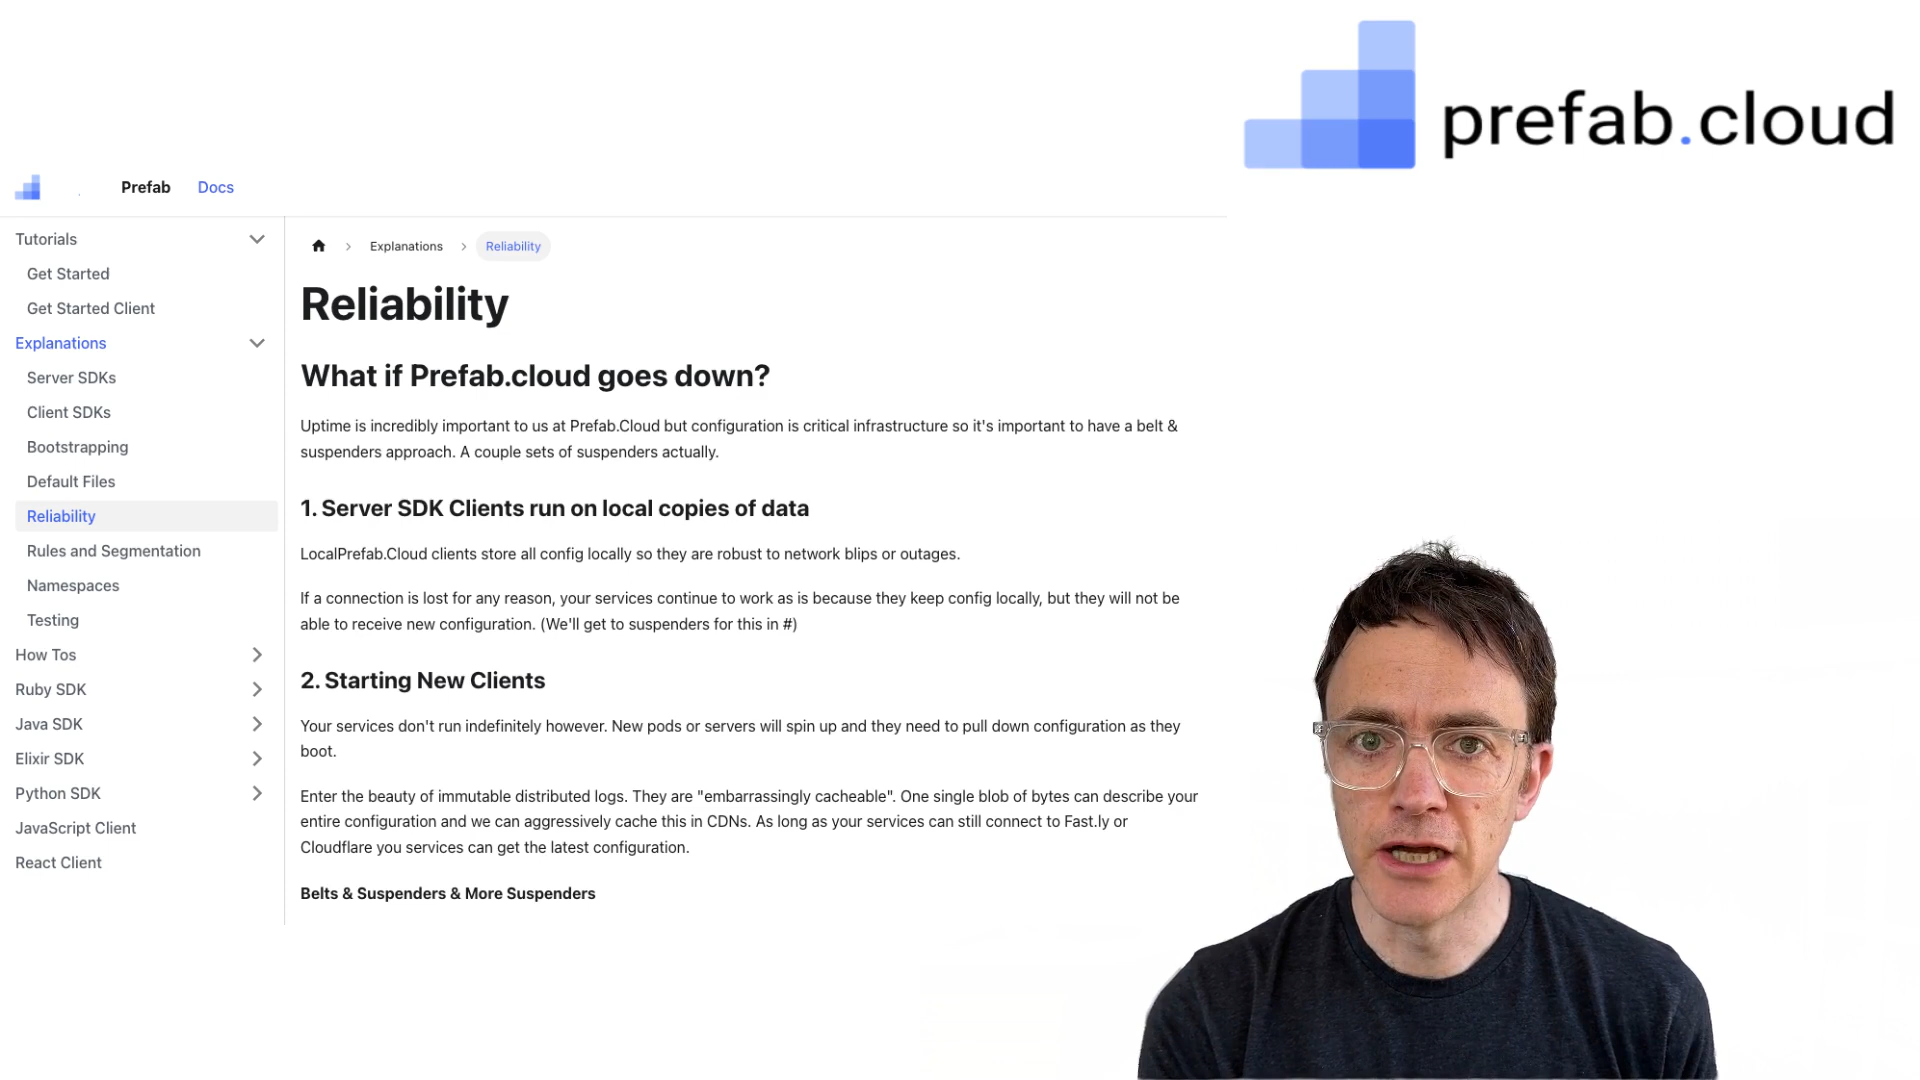 prefab.cloud
Prefab
Docs
Tutorials
Get Started
Get Started Client
Explanations
Server SDKs
Client SDKs
Bootstrapping
Default Files
Reliability
Rules and Segmentation
Namespaces
Testing
How Tos
Ruby SDK
Java SDK
Elixir SDK
Python SDK
JavaScript Client
React Client
Explanations
Reliability
Reliability
What if Prefab.cloud goes down?
Uptime is incredibly important to us at Prefab.Cloud but configuration is critical infrastructure so it's important to have a belt &
suspenders approach. A couple sets of suspenders actually.
1. Server SDK Clients run on local copies of data
LocalPrefab.Cloud clients store all config locally so they are robust to network blips or outages.
If a connection is lost for any reason, your services continue to work as is because they keep config locally, but they will not be
able to receive new configuration. (We'll get to suspenders for this in #)
2. Starting New Clients
Your services don't run indefinitely however. New pods or servers will spin up and they need to pull down configuration as they
boot.
Enter the beauty of immutable distributed logs. They are "embarrassingly cacheable". One single blob of bytes can describe your
entire configuration and we can aggressively cache this in CDNs. As long as your services can still connect to Fast.ly or
Cloudflare you services can get the latest configuration.
Belts & Suspenders & More Suspenders